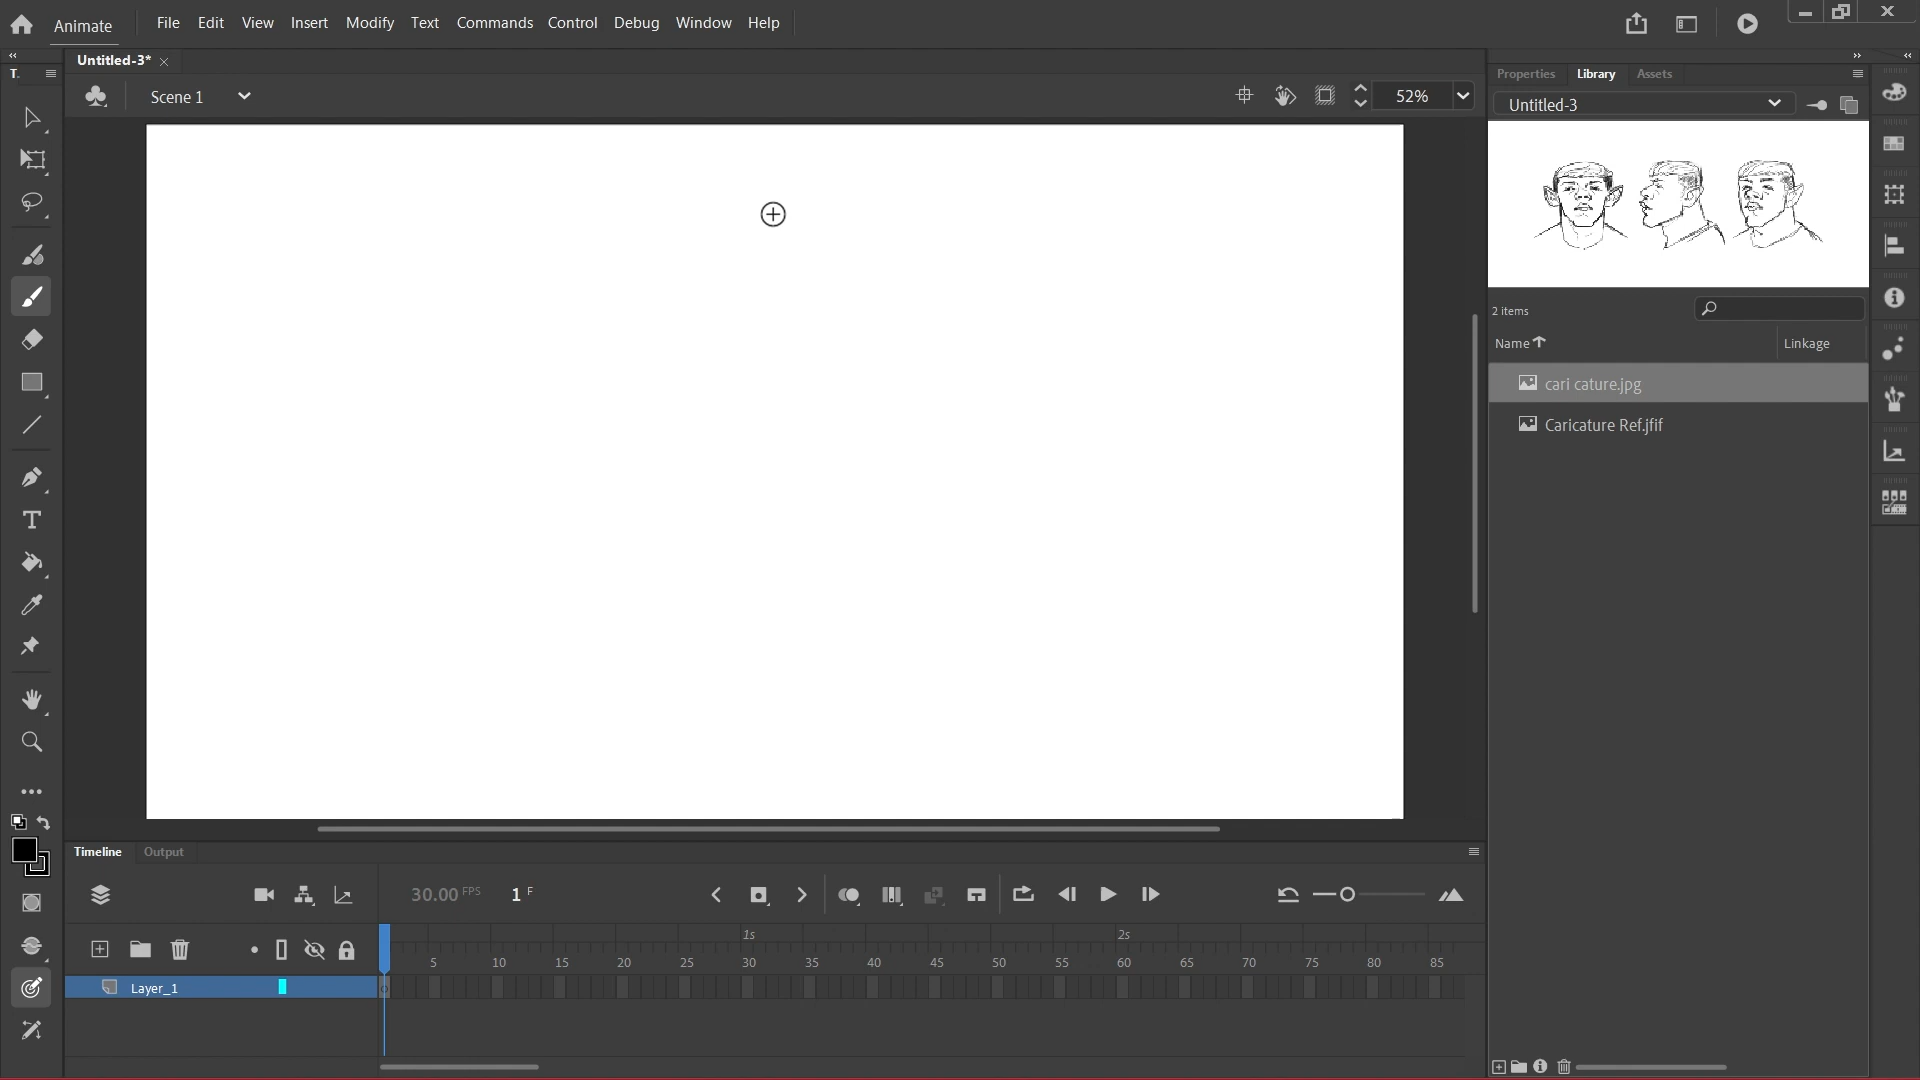 Animate File Edit View Insert Modify Text Commands Control Debug Window Help
Untitled-3*
T.
Scene 1 52%
Properties Library Assets
Untitled-3
2 items
Name Linkage
cari cature.jpg
Caricature Ref.jfif
T
Timeline Output
30.00 FPS 1 F
1s 2s
5 10 15 20 25 30 35 40 45 50 55 60 65 70 75 80 85
Layer_1